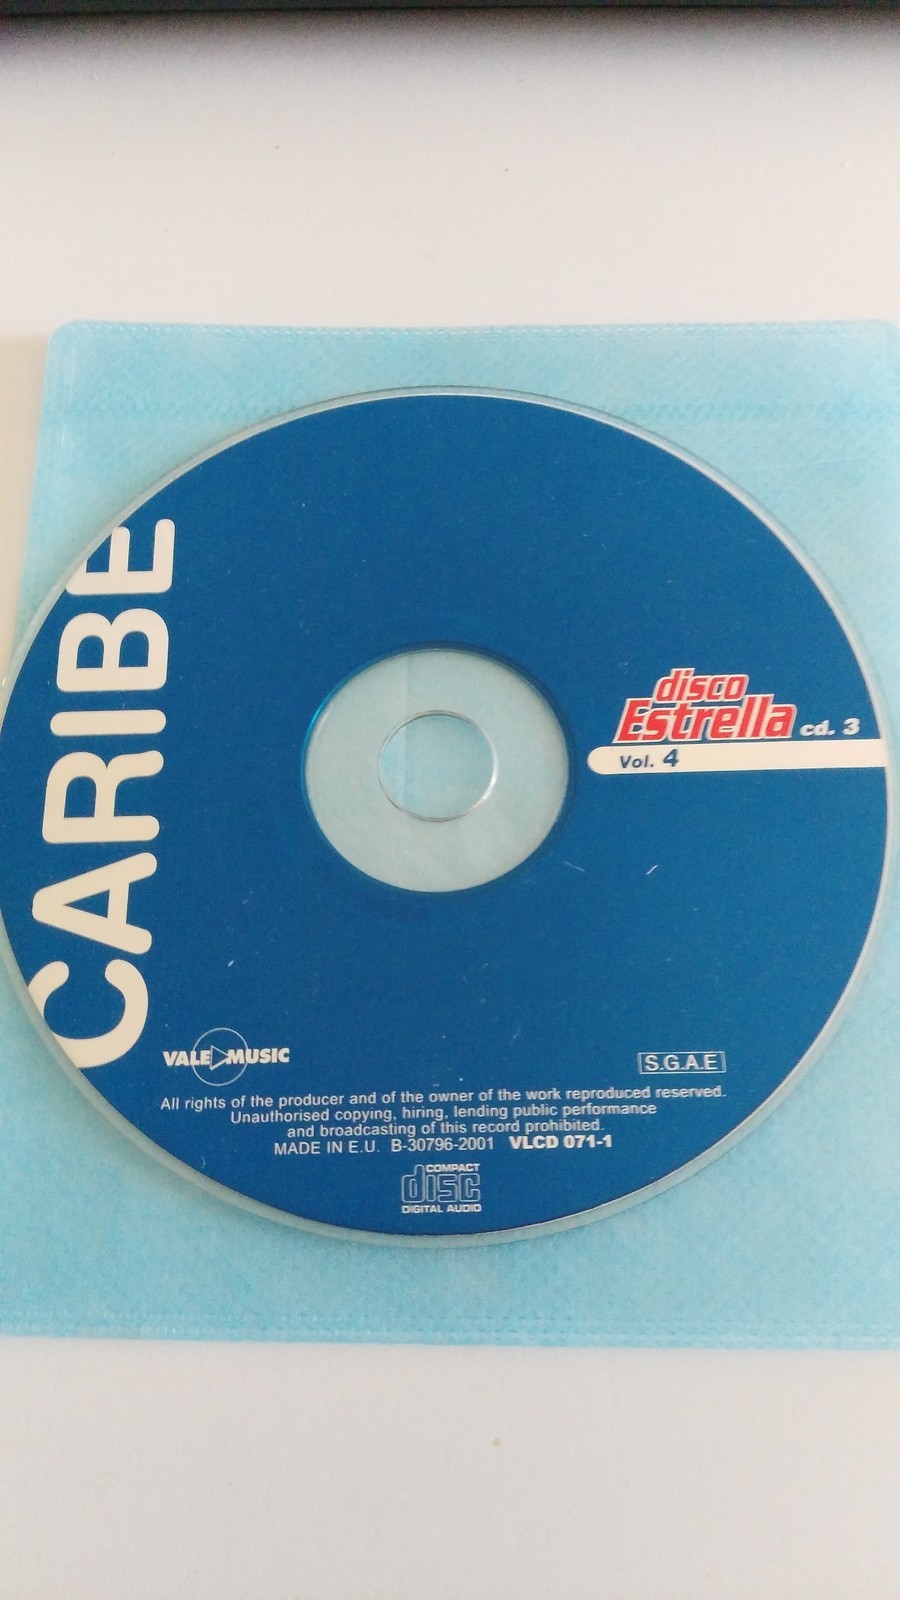 CARIBE
disco
Estrella cd. 3
Vol. 4
VALE MUSIC
S.G.A.E
All rights of the producer and of the owner of the work reproduced reserved.
Unauthorised copying, hiring, lending public performance
and broadcasting of this record prohibited.
MADE IN E.U. B-30796-2001 VLCD 071-1
COMPACT
disc
DIGITAL AUDIO